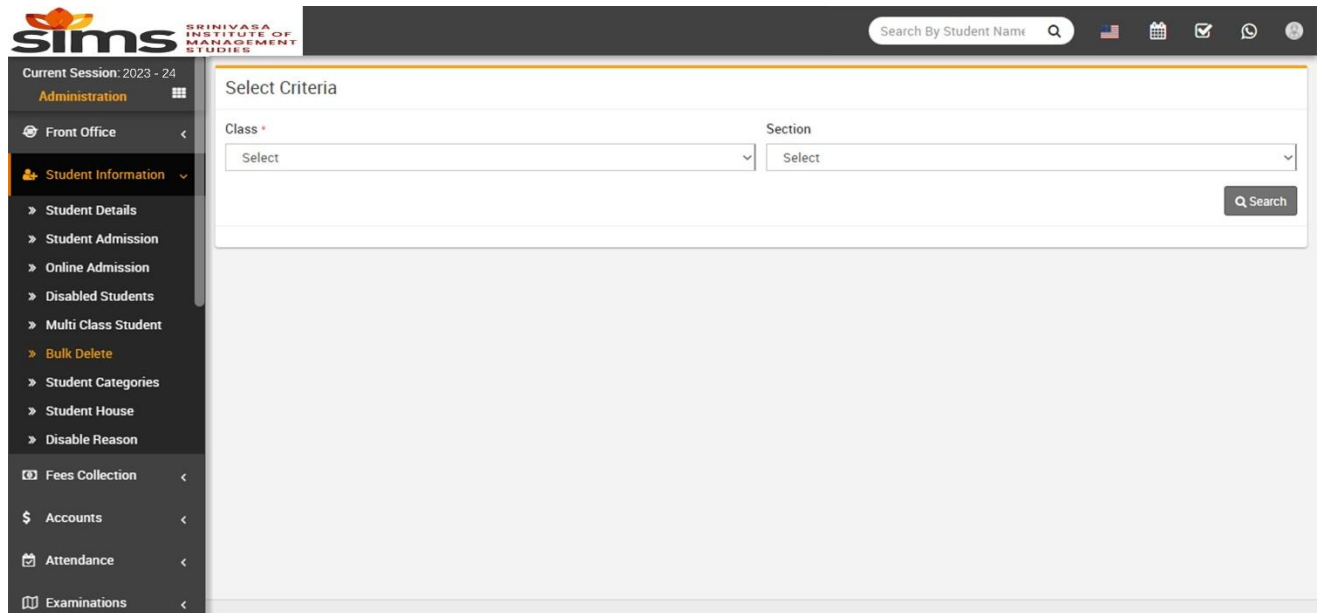 sims
SRINIVASA
INSTITUTE OF
MANAGEMENT
STUDIES
Search By Student Name
Current Session: 2023 - 24
Administration
Front Office
Student Information
Student Details
Student Admission
Online Admission
Disabled Students
Multi Class Student
Bulk Delete
Student Categories
Student House
Disable Reason
Fees Collection
Accounts
Attendance
Examinations
Select Criteria
Class *
Section
Select
Select
Search